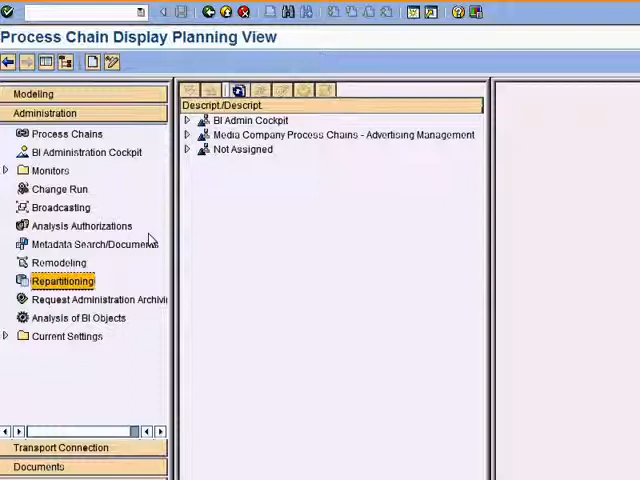 Process Chain Display Planning View
Modeling
Administration
Process Chains
BI Administration Cockpit
Monitors
Change Run
Broadcasting
Analysis Authorizations
Metadata Search/Documents
Remodeling
Repartitioning
Request Administration Archivi
Analysis of BI Objects
Current Settings
Transport Connection
Documents
Descript./Descript.
BI Admin Cockpit
Media Company Process Chains - Advertising Management
Not Assigned